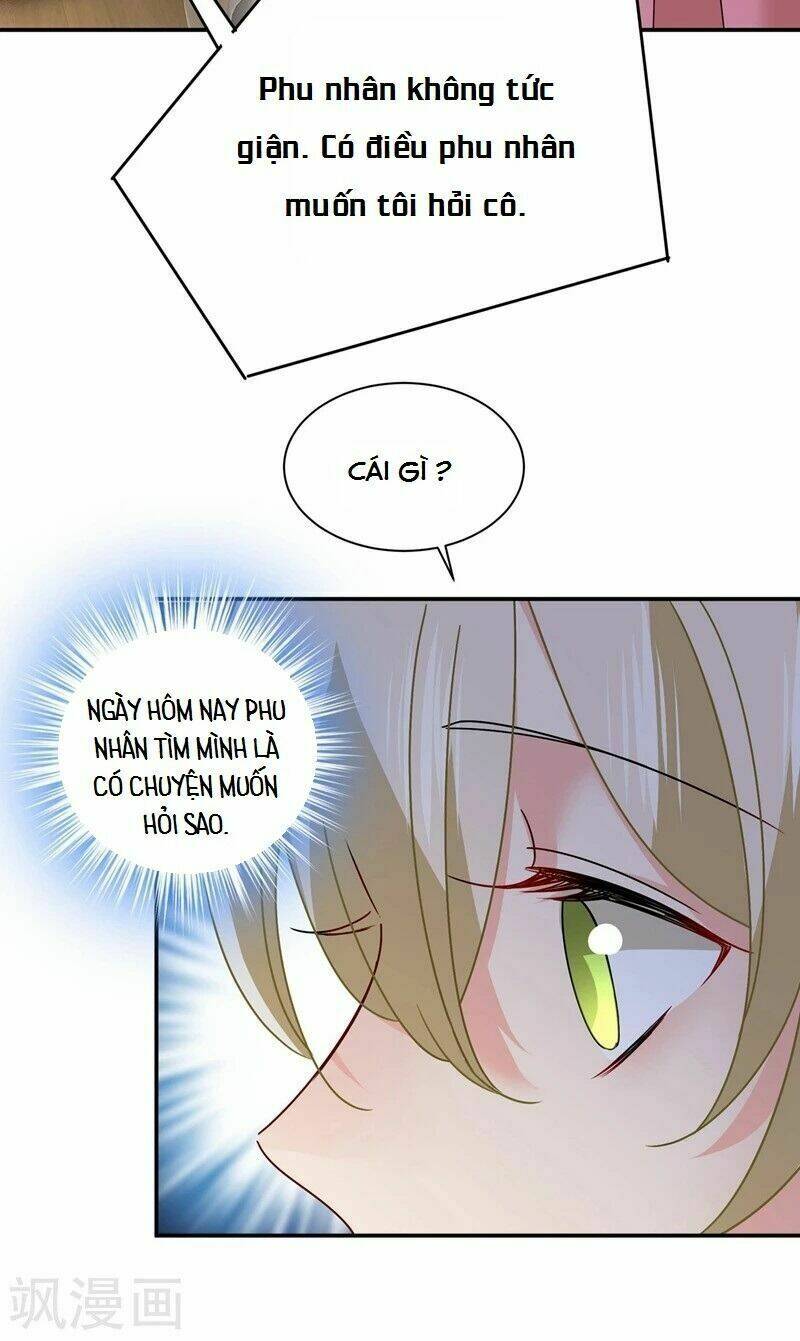 Phu nhân không tức
giận. Có điều phu nhân
muốn tôi hỏi cô.
CÁI GÌ ?
NGÀY HÔM NAY PHU
NHÂN TÌM MÌNH LÀ
CÓ CHUYỆN MUỐN
HỎI SAO.
飒漫画